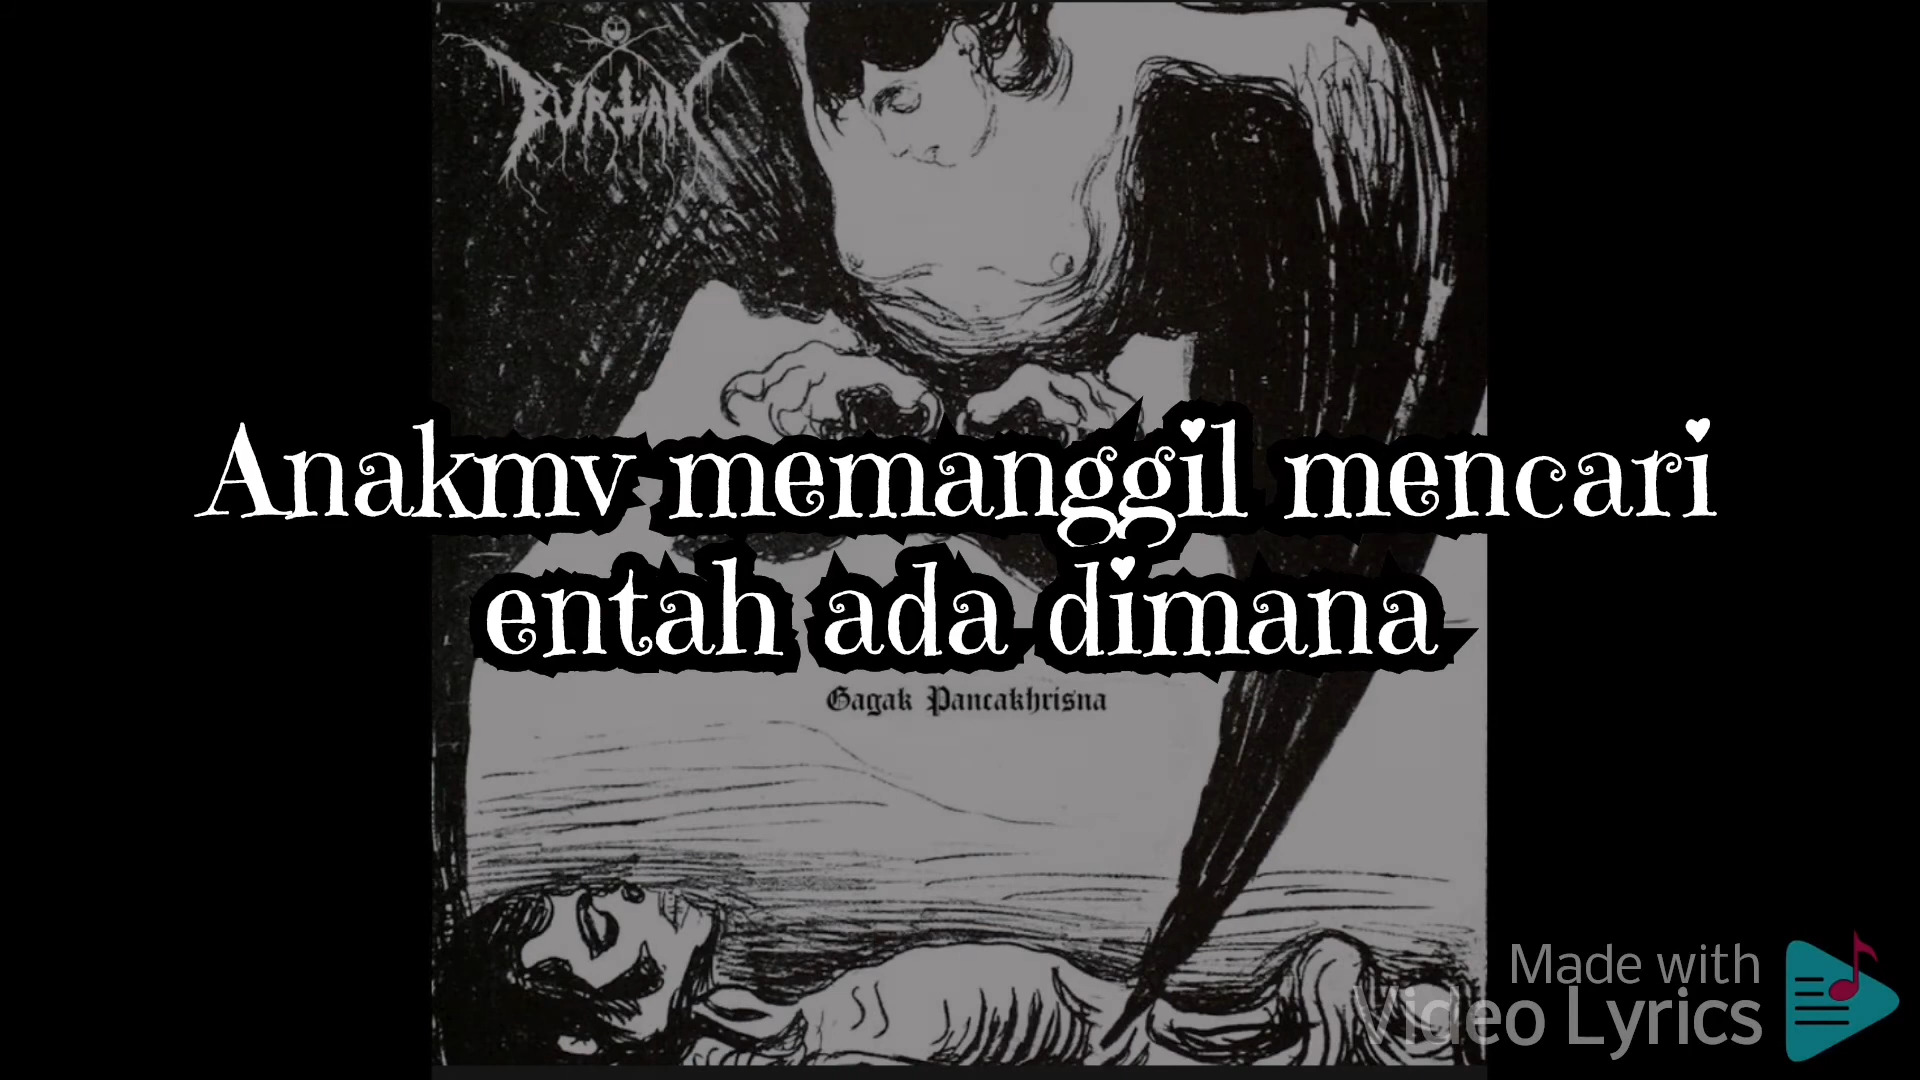 BURTAN
Anakmv memanggil mencari
entah ada dimana
Gagak Pancakhrisna
Made with
Video Lyrics